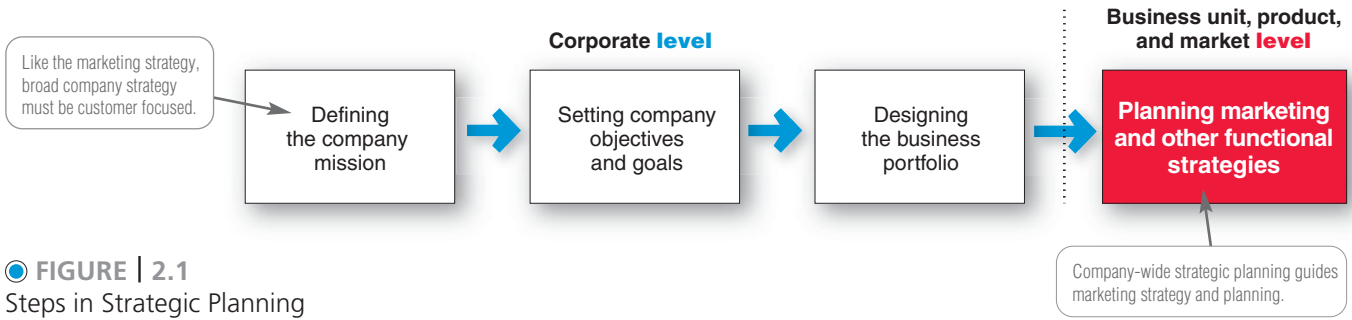 Business unit, product,
and market level
Corporate level
Like the marketing strategy,
broad company strategy
must be customer focused.
Defining
the company
mission
Setting company
objectives
and goals
Designing
the business
portfolio
Planning marketing
and other functional
strategies
Company-wide strategic planning guides
marketing strategy and planning.
FIGURE | 2.1
Steps in Strategic Planning